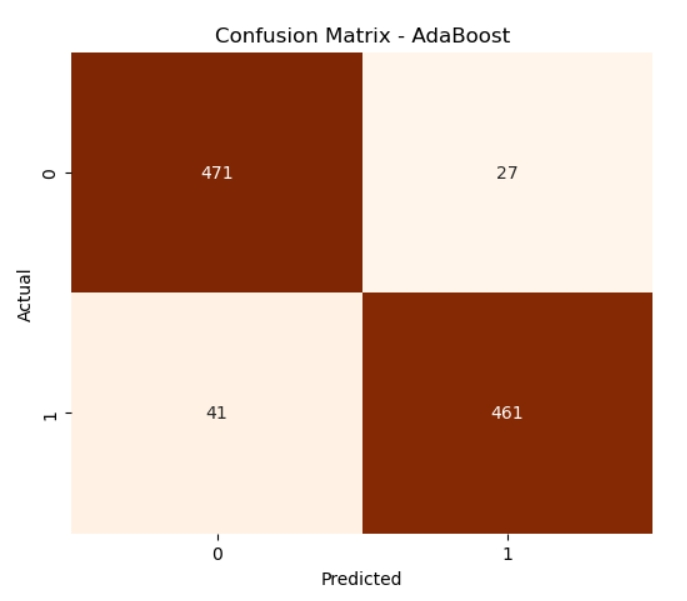 Confusion Matrix - AdaBoost
0
471
27
Actual
1
41
461
0
1
Predicted